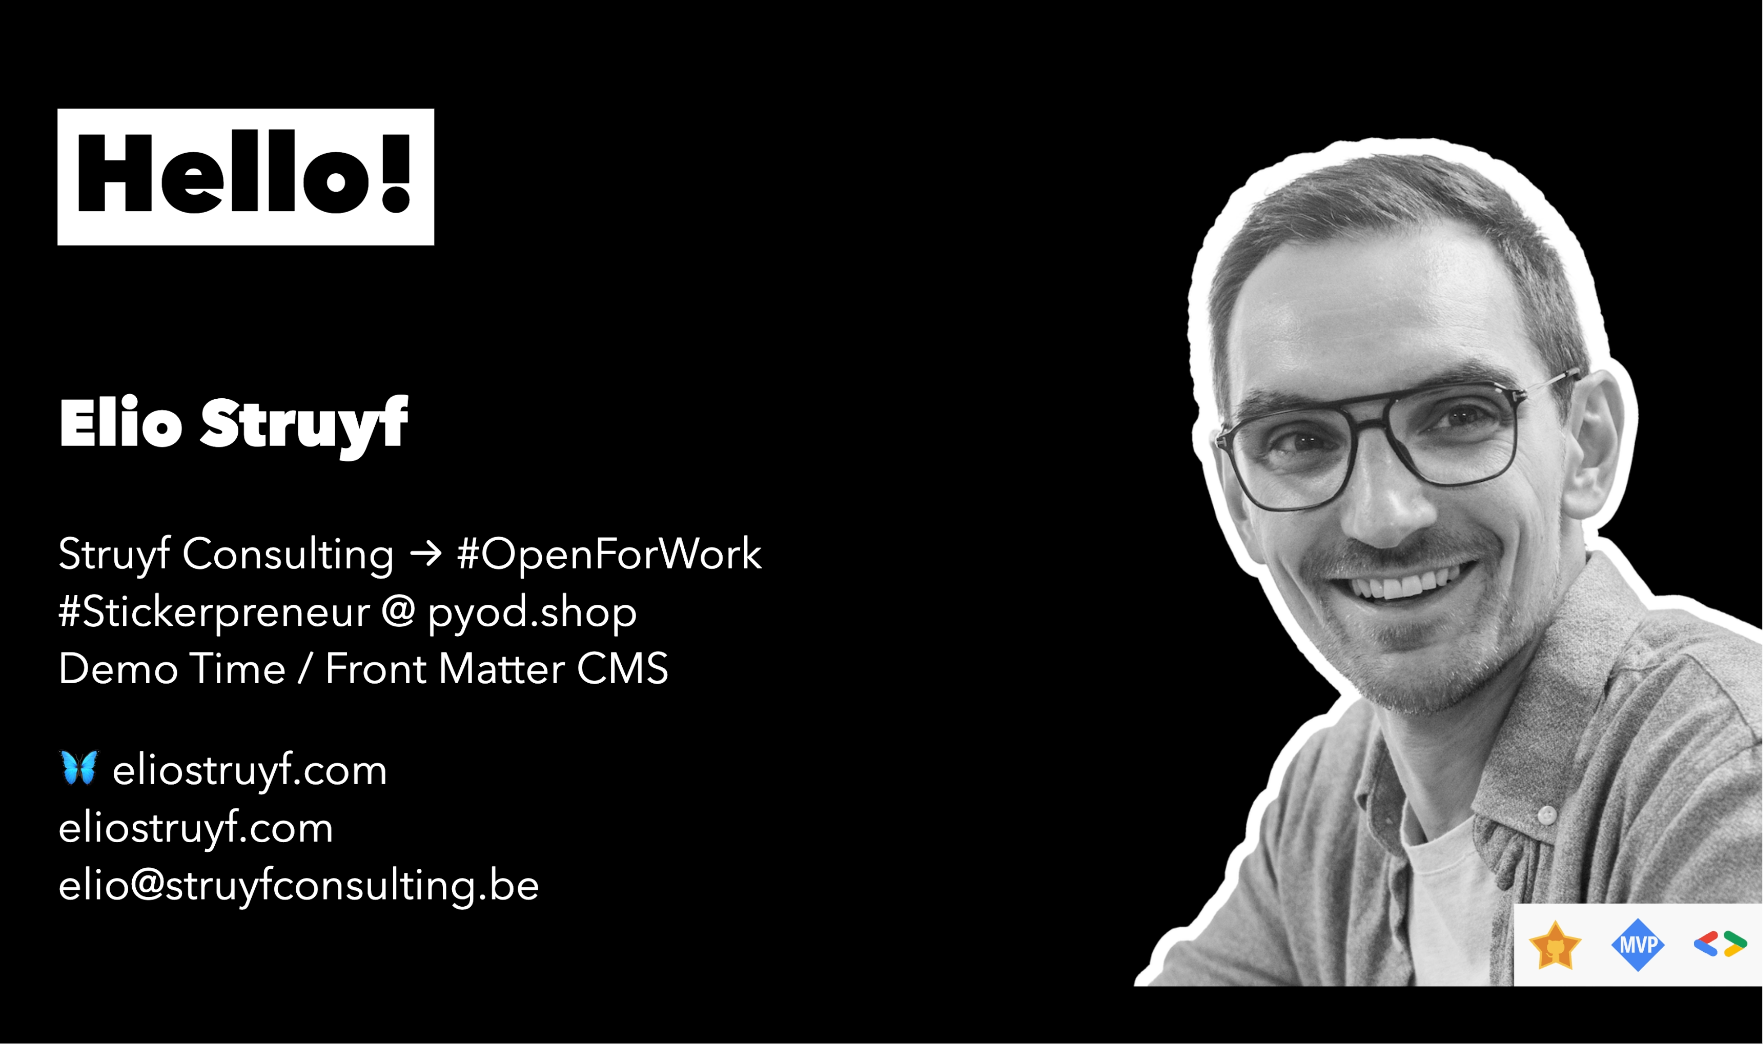 Hello!
Elio Struyf
Struyf Consulting → #OpenForWork
#Stickerpreneur @ pyod.shop
Demo Time / Front Matter CMS
🦋 eliostruyf.com
eliostruyf.com
elio@struyfconsulting.be
MVP